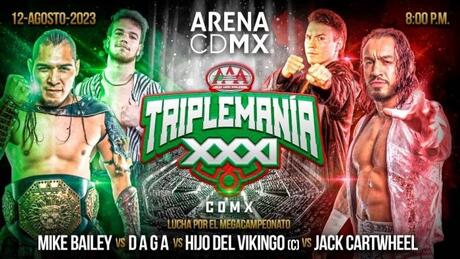 12-AGOSTO-2023
ARENA
CDMX
8:00 P.M.
AAA
TRIPLEMANÍA
XXXI
CDMX
LUCHA POR EL MEGACAMPEONATO
MIKE BAILEY VS DAGA VS HIJO DEL VIKINGO (C) VS JACK CARTWHEEL